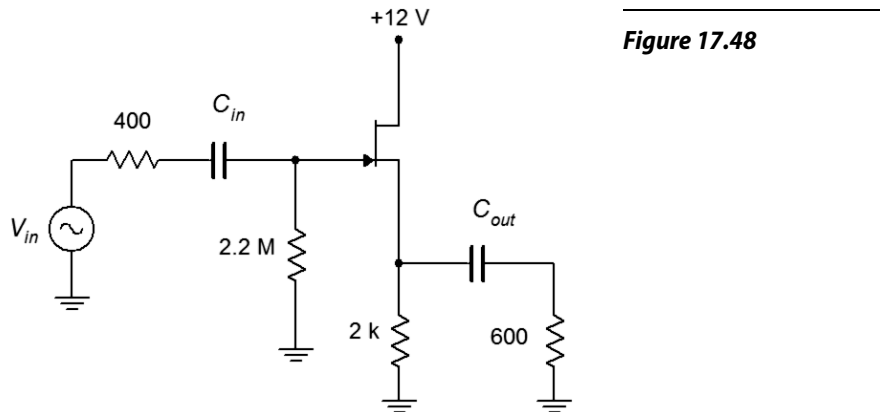 +12 V
Figure 17.48
C_in
400
V_in
2.2 M
C_out
2 k
600